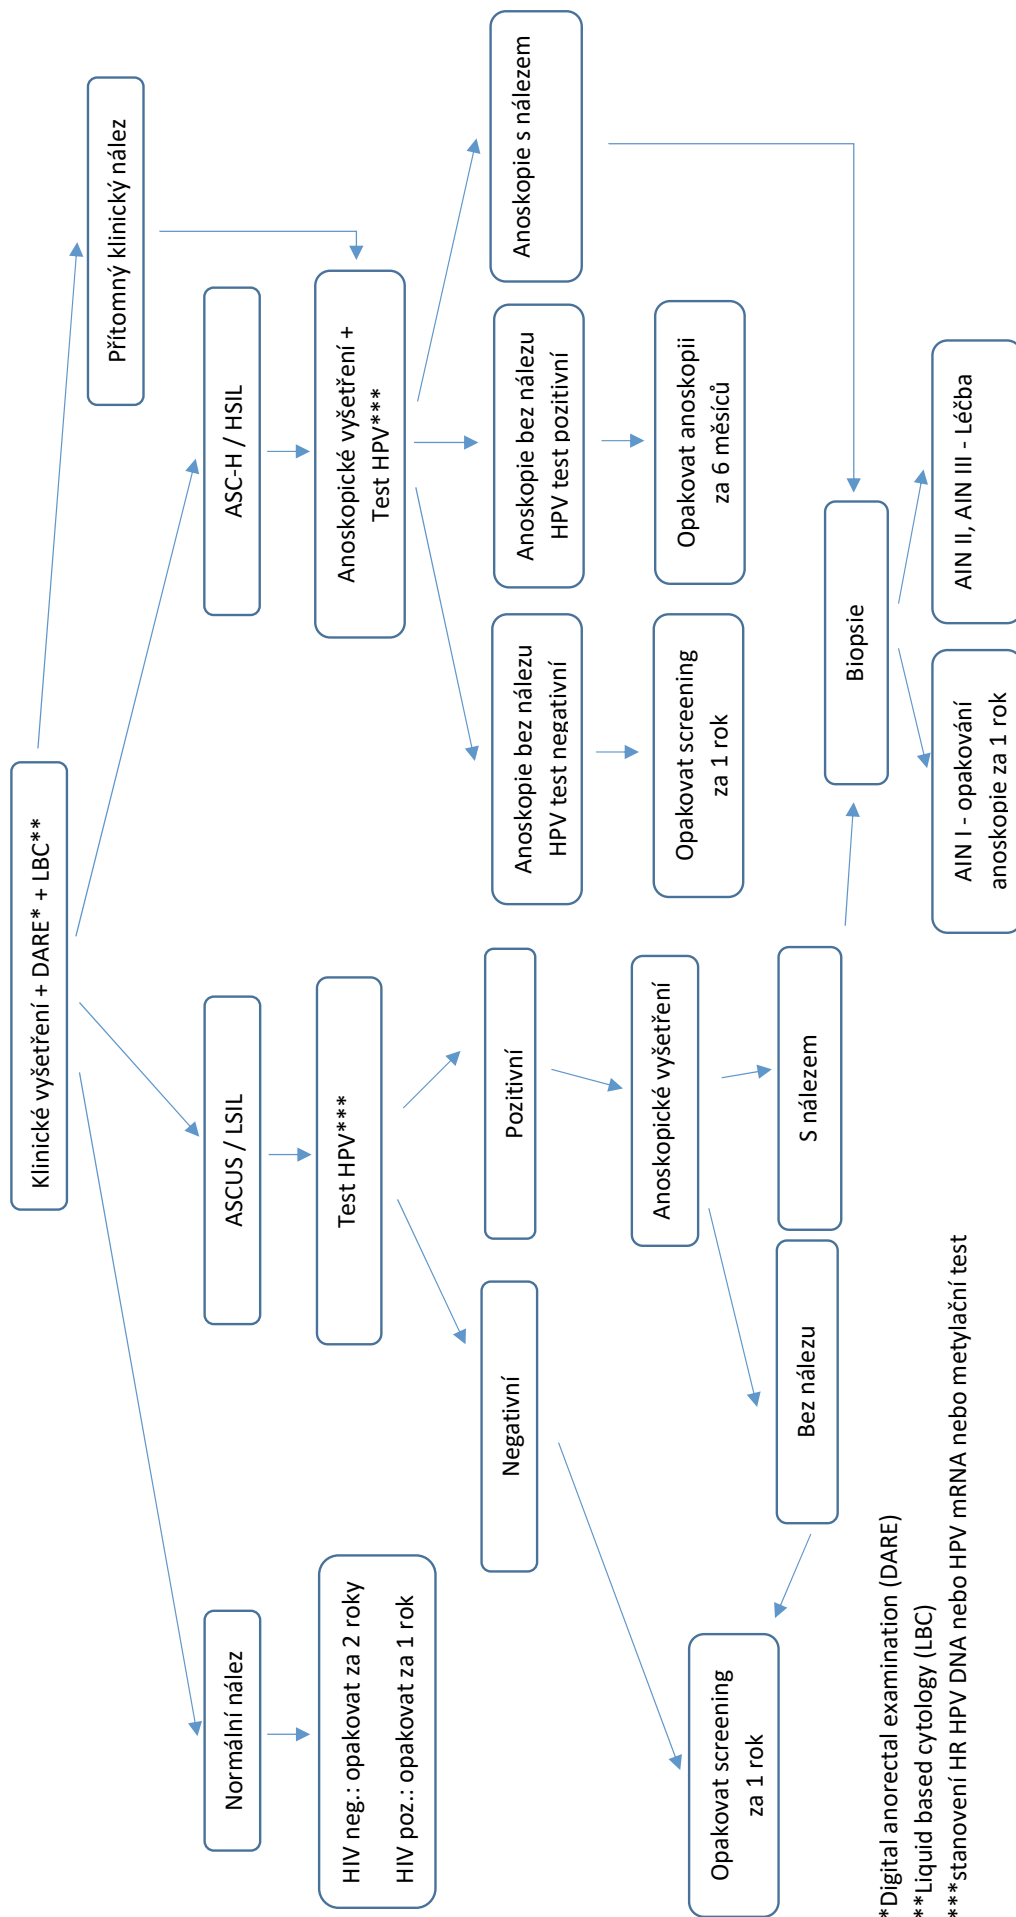 Klinické vyšetření + DARE* + LBC**
Normální nález
ASCUS / LSIL
ASC-H / HSIL
Přítomný klinický nález
HIV neg.: opakovat za 2 roky
HIV poz.: opakovat za 1 rok
Test HPV***
Anoskopické vyšetření +
Test HPV***
Negativní
Pozitivní
Anoskopie bez nálezu
HPV test negativní
Anoskopie bez nálezu
HPV test pozitivní
Anoskopie s nálezem
Anoskopické vyšetření
Opakovat screening
za 1 rok
Opakovat anoskopii
za 6 měsíců
Opakovat screening
za 1 rok
Bez nálezu
S nálezem
Biopsie
AIN I - opakování
anoskopie za 1 rok
AIN II, AIN III - Léčba
*Digital anorectal examination (DARE)
**Liquid based cytology (LBC)
***stanovení HR HPV DNA nebo HPV mRNA nebo metylační test